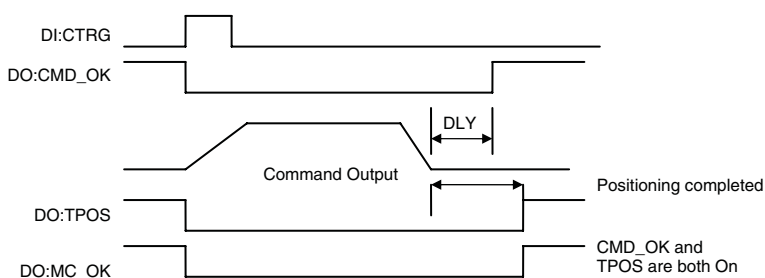 DI:CTRG
DO:CMD_OK
DLY
Command Output
Positioning completed
DO:TPOS
CMD_OK and
TPOS are both On
DO:MC_OK